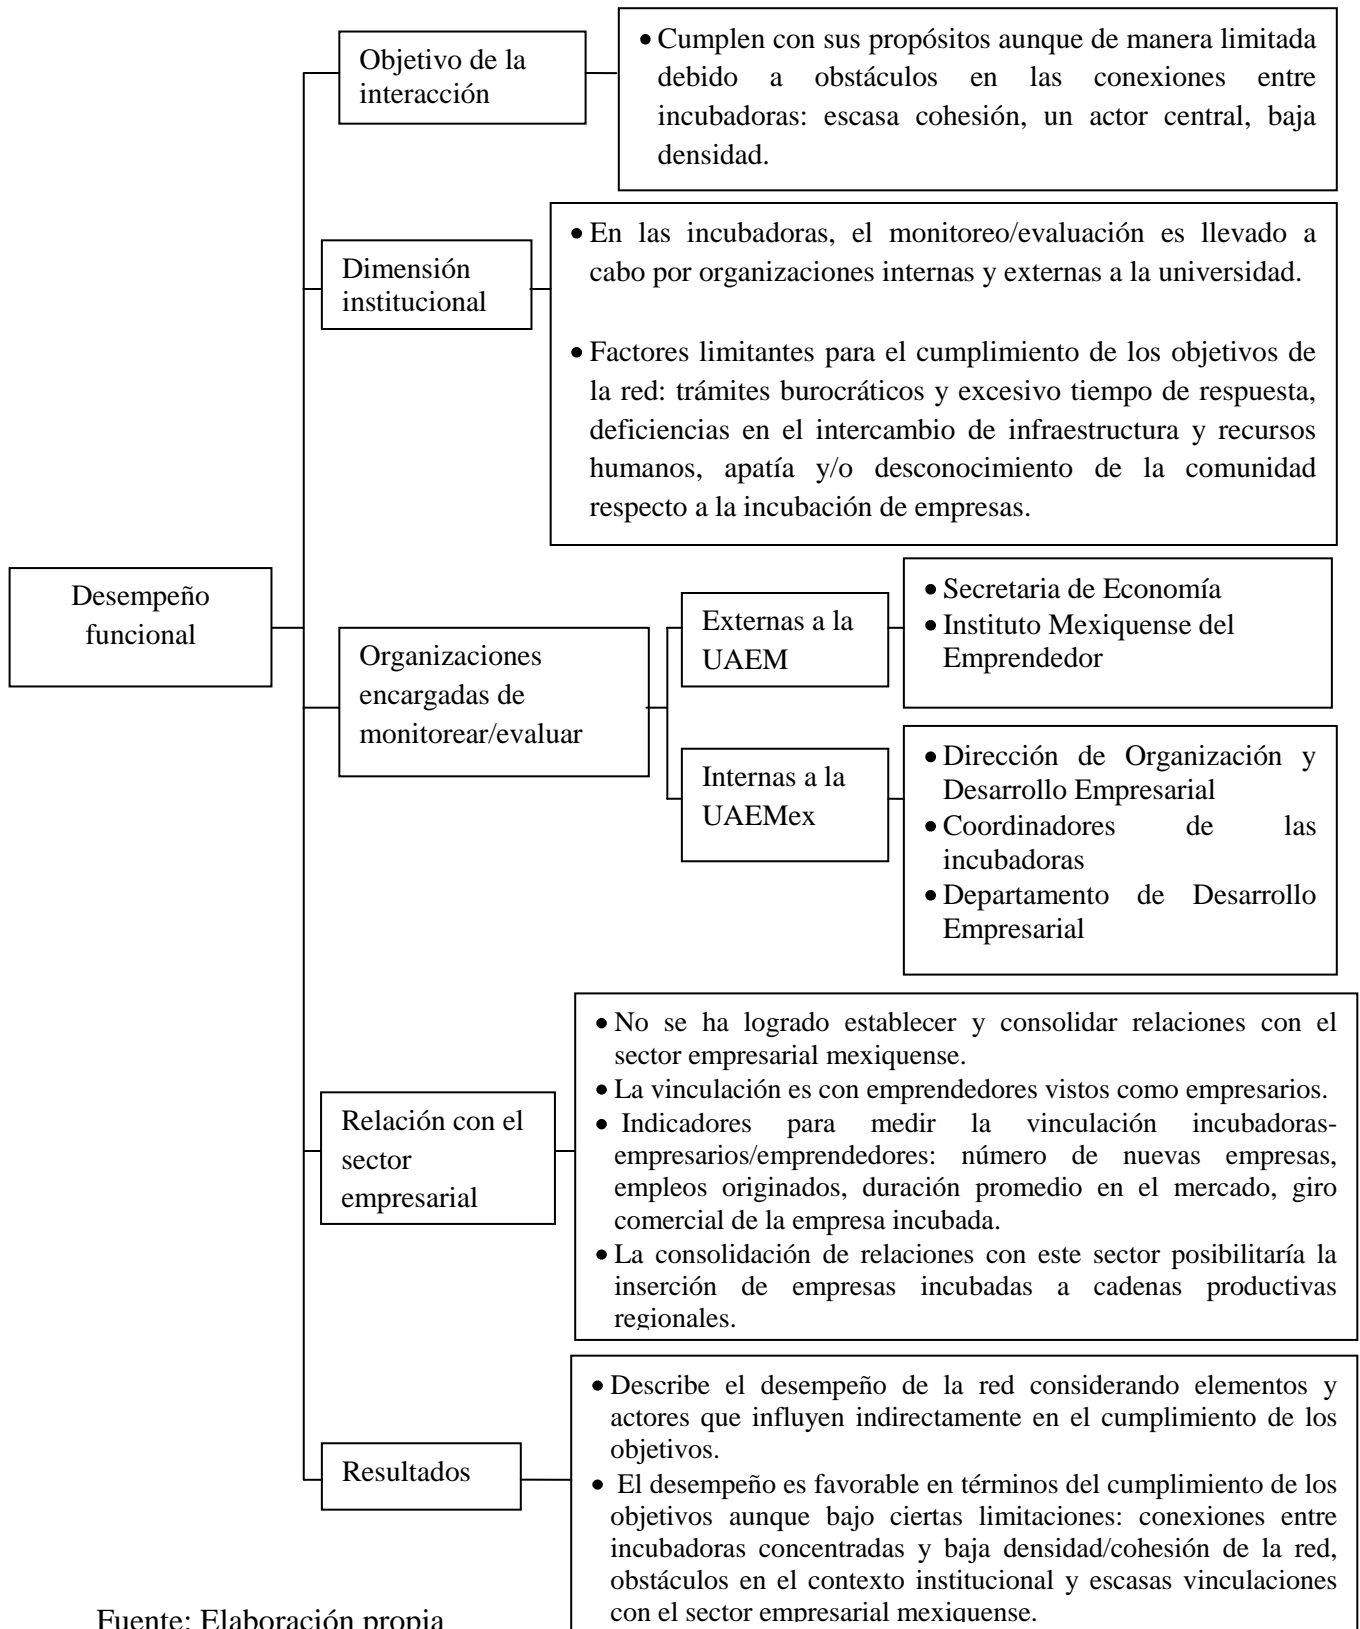 Objetivo de la
interacción
• Cumplen con sus propósitos aunque de manera limitada
debido a obstáculos en las conexiones entre
incubadoras: escasa cohesión, un actor central, baja
densidad.
Dimensión
institucional
• En las incubadoras, el monitoreo/evaluación es llevado a
cabo por organizaciones internas y externas a la universidad.
• Factores limitantes para el cumplimiento de los objetivos de
la red: trámites burocráticos y excesivo tiempo de respuesta,
deficiencias en el intercambio de infraestructura y recursos
humanos, apatía y/o desconocimiento de la comunidad
respecto a la incubación de empresas.
Desempeño
funcional
Organizaciones
encargadas de
monitorear/evaluar
Externas a la
UAEM
• Secretaria de Economía
• Instituto Mexiquense del
Emprendedor
Internas a la
UAEMex
• Dirección de Organización y
Desarrollo Empresarial
• Coordinadores de las
incubadoras
• Departamento de Desarrollo
Empresarial
Relación con el
sector
empresarial
• No se ha logrado establecer y consolidar relaciones con el
sector empresarial mexiquense.
• La vinculación es con emprendedores vistos como empresarios.
• Indicadores para medir la vinculación incubadoras-
empresarios/emprendedores: número de nuevas empresas,
empleos originados, duración promedio en el mercado, giro
comercial de la empresa incubada.
• La consolidación de relaciones con este sector posibilitaría la
inserción de empresas incubadas a cadenas productivas
regionales.
Resultados
• Describe el desempeño de la red considerando elementos y
actores que influyen indirectamente en el cumplimiento de los
objetivos.
• El desempeño es favorable en términos del cumplimiento de los
objetivos aunque bajo ciertas limitaciones: conexiones entre
incubadoras concentradas y baja densidad/cohesión de la red,
obstáculos en el contexto institucional y escasas vinculaciones
con el sector empresarial mexiquense.
Fuente: Elaboración propia